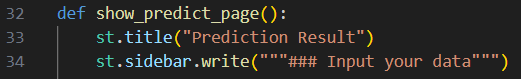 32 def show_predict_page():
33     st.title("Prediction Result")
34     st.sidebar.write("""### Input your data""")